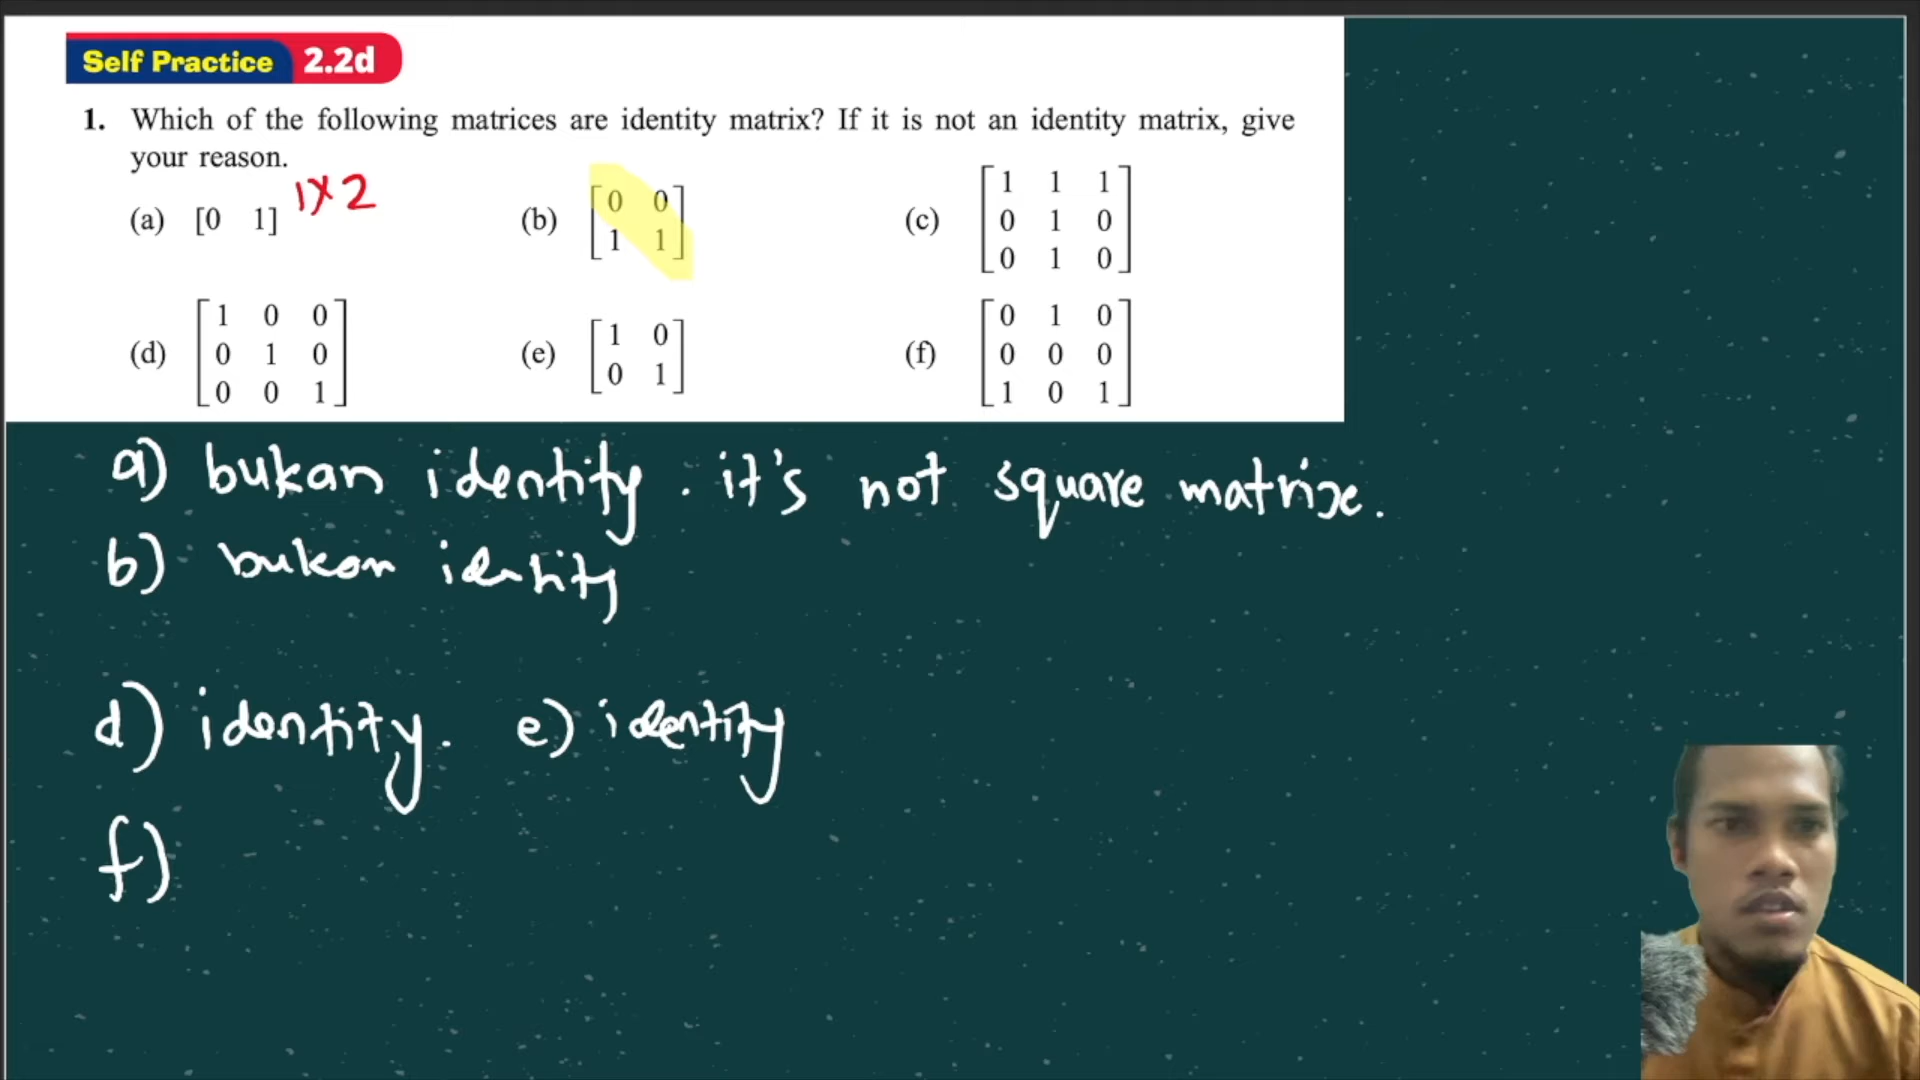 Self Practice 2.2d
1. Which of the following matrices are identity matrix? If it is not an identity matrix, give
your reason.
(a) [0 1] 1x2
(b) [0 0
1 1]
(c) [1 1 1
0 1 0
0 1 0]
(d) [1 0 0
0 1 0
0 0 1]
(e) [1 0
0 1]
(f) [0 1 0
0 0 0
1 0 1]
a) bukan identity. it's not square matrix.
b) bukan identity
d) identity. e) identity
f)